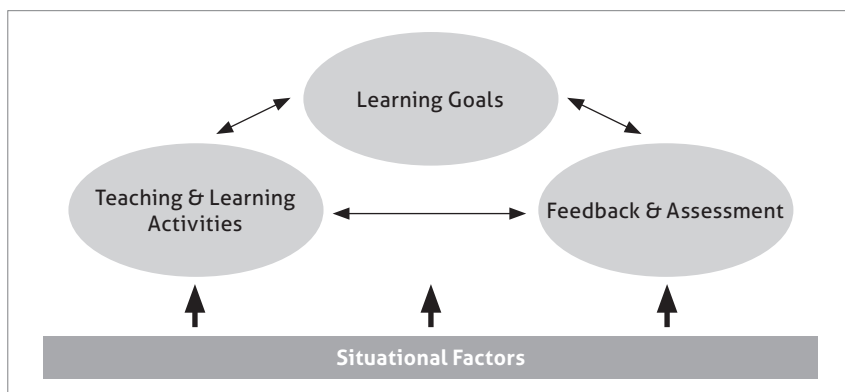 Learning Goals
Teaching & Learning
Activities
Feedback & Assessment
Situational Factors